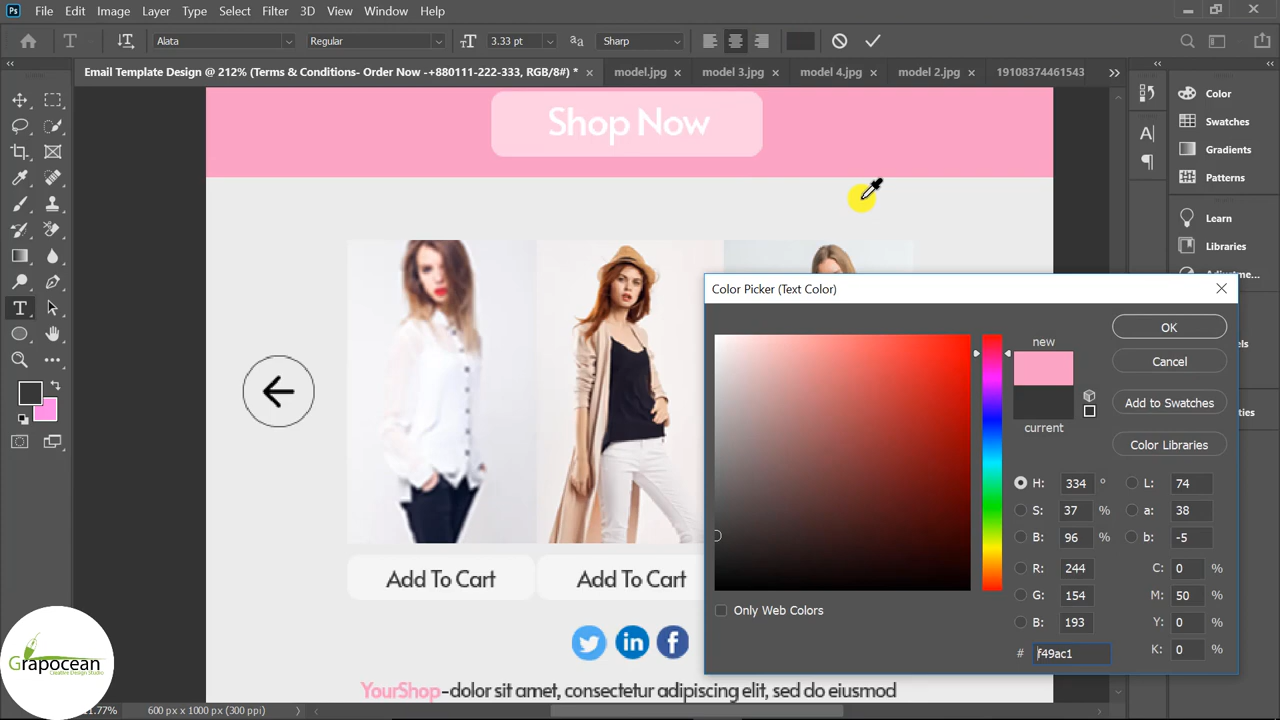 Ps File Edit Image Layer Type Select Filter 3D View Window Help
T Alata Regular 3.33 pt Sharp
Email Template Design @ 212% (Terms & Conditions- Order Now -+880111-222-333, RGB/8#) * model.jpg model 3.jpg model 4.jpg model 2.jpg 19108374461543
Color
Swatches
Gradients
Patterns
Learn
Libraries
Adjustme...
Shop Now
Color Picker (Text Color)
new
current
OK
Cancel
Add to Swatches
Color Libraries
H: 334 ° L: 74
S: 37 % a: 38
B: 96 % b: -5
R: 244 C: 0 %
G: 154 M: 50 %
B: 193 Y: 0 %
# f49ac1 K: 0 %
Only Web Colors
Add To Cart Add To Cart
in f
YourShop-dolor sit amet, consectetur adipiscing elit, sed do eiusmod
Grapocean
Creative Design Studio
600 px x 1000 px (300 ppi)